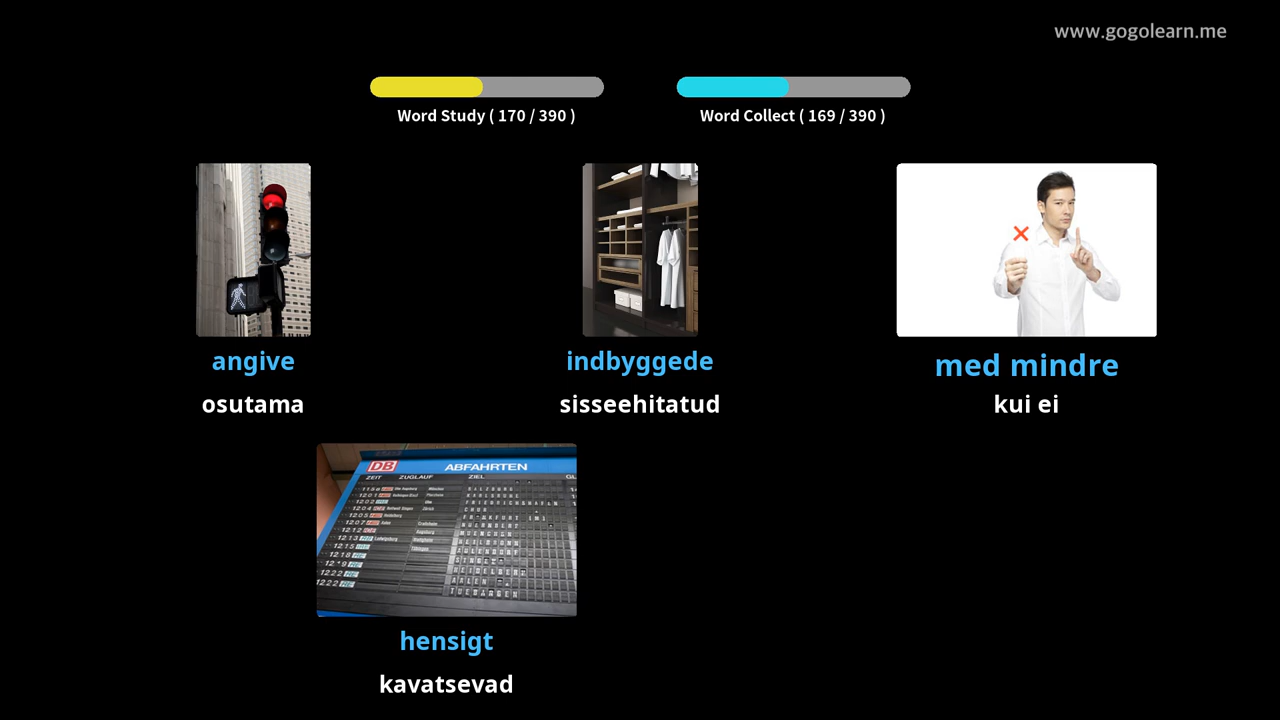 www.gogolearn.me
Word Study ( 170 / 390 )
Word Collect ( 169 / 390 )
angive
osutama
indbyggede
sisseehitatud
med mindre
kui ei
DB ABFAHRTEN
ZEIT ZUGLAUF ZIEL
hensigt
kavatsevad